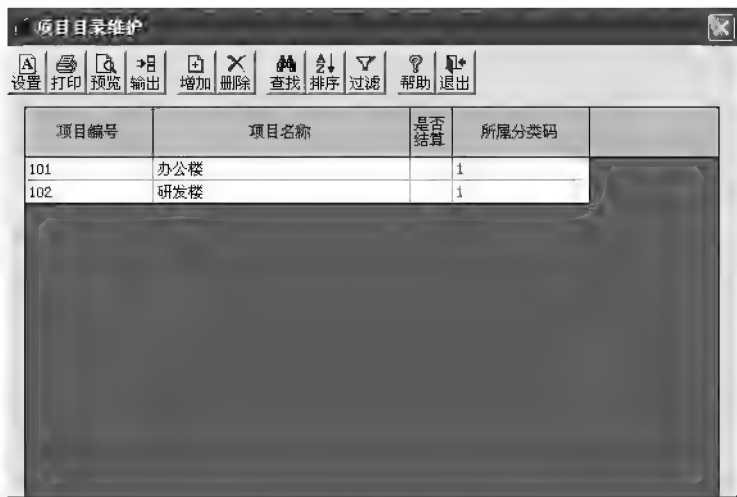 项目目录维护
设置 打印 预览 输出 增加 删除 查找 排序 过滤 帮助 退出
项目编号 项目名称 是否结算 所属分类码
101 办公楼 1
102 研发楼 1